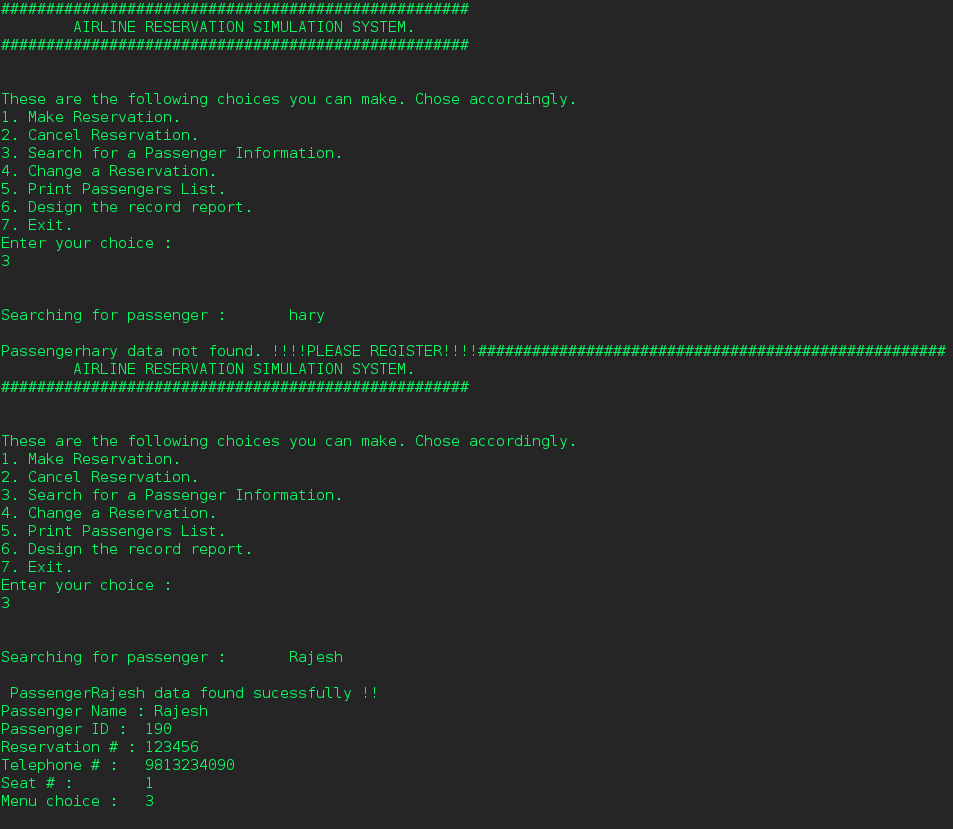 ####################################################
AIRLINE RESERVATION SIMULATION SYSTEM.
####################################################
These are the following choices you can make. Chose accordingly.
1. Make Reservation.
2. Cancel Reservation.
3. Search for a Passenger Information.
4. Change a Reservation.
5. Print Passengers List.
6. Design the record report.
7. Exit.
Enter your choice :
3
Searching for passenger :       hary
Passengerhary data not found. !!!!PLEASE REGISTER!!!!####################################################
AIRLINE RESERVATION SIMULATION SYSTEM.
####################################################
These are the following choices you can make. Chose accordingly.
1. Make Reservation.
2. Cancel Reservation.
3. Search for a Passenger Information.
4. Change a Reservation.
5. Print Passengers List.
6. Design the record report.
7. Exit.
Enter your choice :
3
Searching for passenger :       Rajesh
PassengerRajesh data found sucessfully !!
Passenger Name : Rajesh
Passenger ID :  190
Reservation # : 123456
Telephone # :   9813234090
Seat # :        1
Menu choice :   3